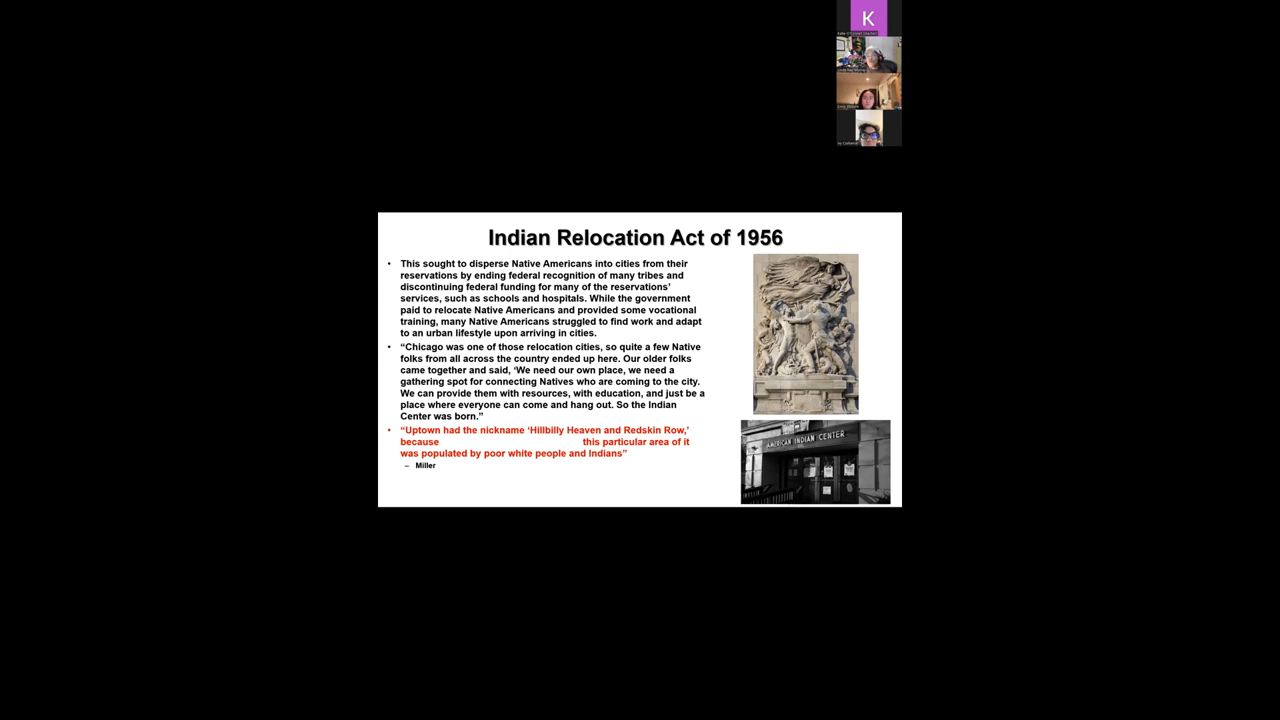 K
Indian Relocation Act of 1956
• This sought to disperse Native Americans into cities from their
reservations by ending federal recognition of many tribes and
discontinuing federal funding for many of the reservations’
services, such as schools and hospitals. While the government
paid to relocate Native Americans and provided some vocational
training, many Native Americans struggled to find work and adapt
to an urban lifestyle upon arriving in cities.
• “Chicago was one of those relocation cities, so quite a few Native
folks from all across the country ended up here. Our older folks
came together and said, ‘We need our own place, we need a
gathering spot for connecting Natives who are coming to the city.
We can provide them with resources, with education, and just be a
place where everyone can come and hang out. So the Indian
Center was born.”
• “Uptown had the nickname ‘Hillbilly Heaven and Redskin Row,’
because this particular area of it
was populated by poor white people and Indians”
– Miller
AMERICAN INDIAN CENTER